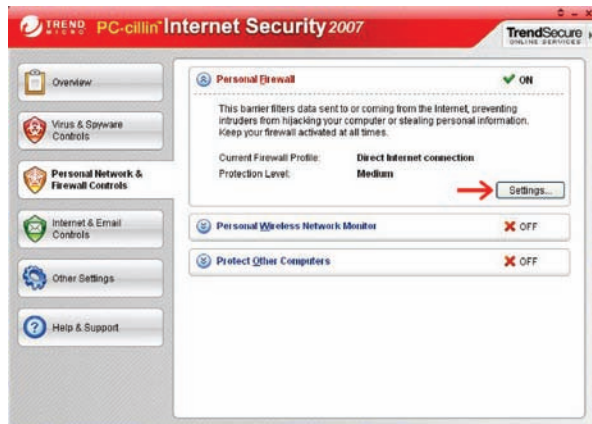 TREND MICRO PC-cillin Internet Security 2007
TrendSecure
ONLINE SERVICES
Overview
Virus & Spyware
Controls
Personal Network &
Firewall Controls
Internet & Email
Controls
Other Settings
Help & Support
Personal Firewall
ON
This barrier filters data sent to or coming from the Internet, preventing
intruders from hijacking your computer or stealing personal information.
Keep your firewall activated at all times.
Current Firewall Profile: Direct Internet connection
Protection Level: Medium
Settings...
Personal Wireless Network Monitor
OFF
Protect Other Computers
OFF